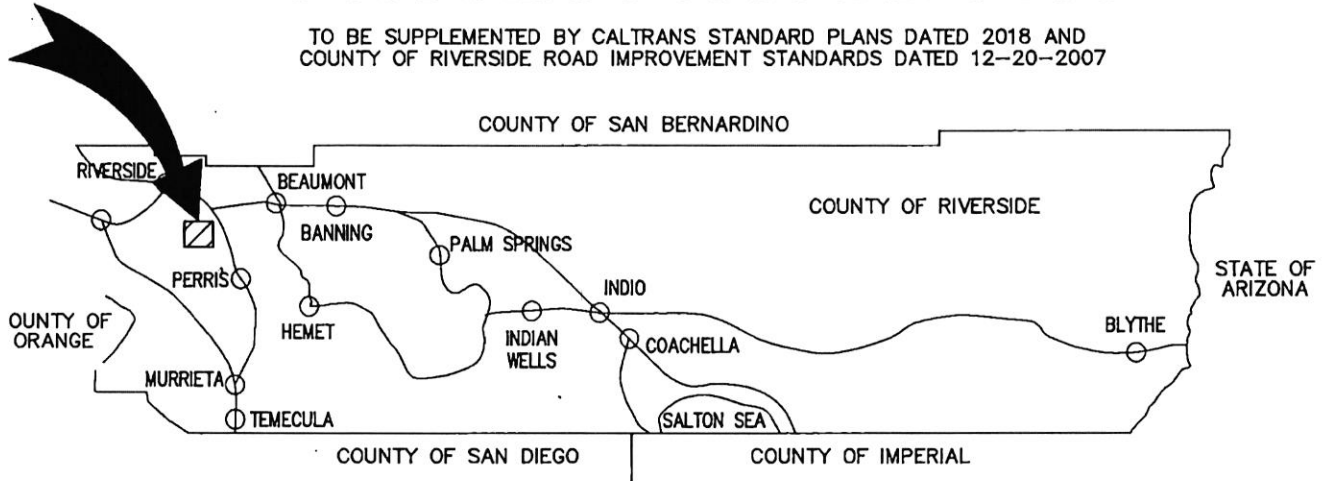 TO BE SUPPLEMENTED BY CALTRANS STANDARD PLANS DATED 2018 AND
COUNTY OF RIVERSIDE ROAD IMPROVEMENT STANDARDS DATED 12-20-2007
COUNTY OF SAN BERNARDINO
RIVERSIDE
BEAUMONT
BANNING
COUNTY OF RIVERSIDE
PALM SPRINGS
PERRIS
HEMET
INDIAN
WELLS
INDIO
COACHELLA
STATE OF
ARIZONA
BLYTHE
OUNTY OF
ORANGE
MURRIETA
TEMECULA
SALTON SEA
COUNTY OF SAN DIEGO
COUNTY OF IMPERIAL